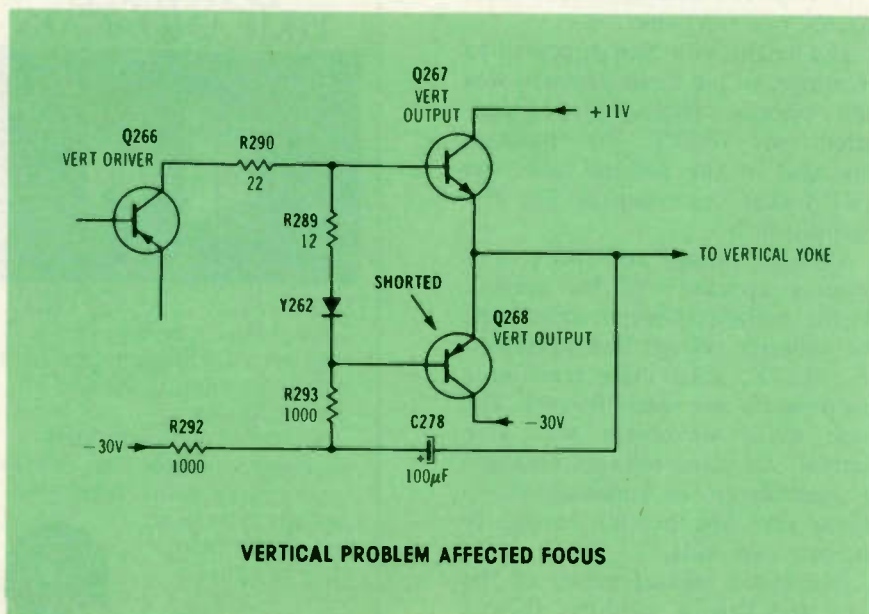 Q267
VERT
OUTPUT
+11V
Q266
VERT DRIVER
R290
22
R289
12
TO VERTICAL YOKE
SHORTED
Y262
Q268
VERT OUTPUT
R293
1000
-30V
R292
1000
-30V
C278
+
100µF
VERTICAL PROBLEM AFFECTED FOCUS